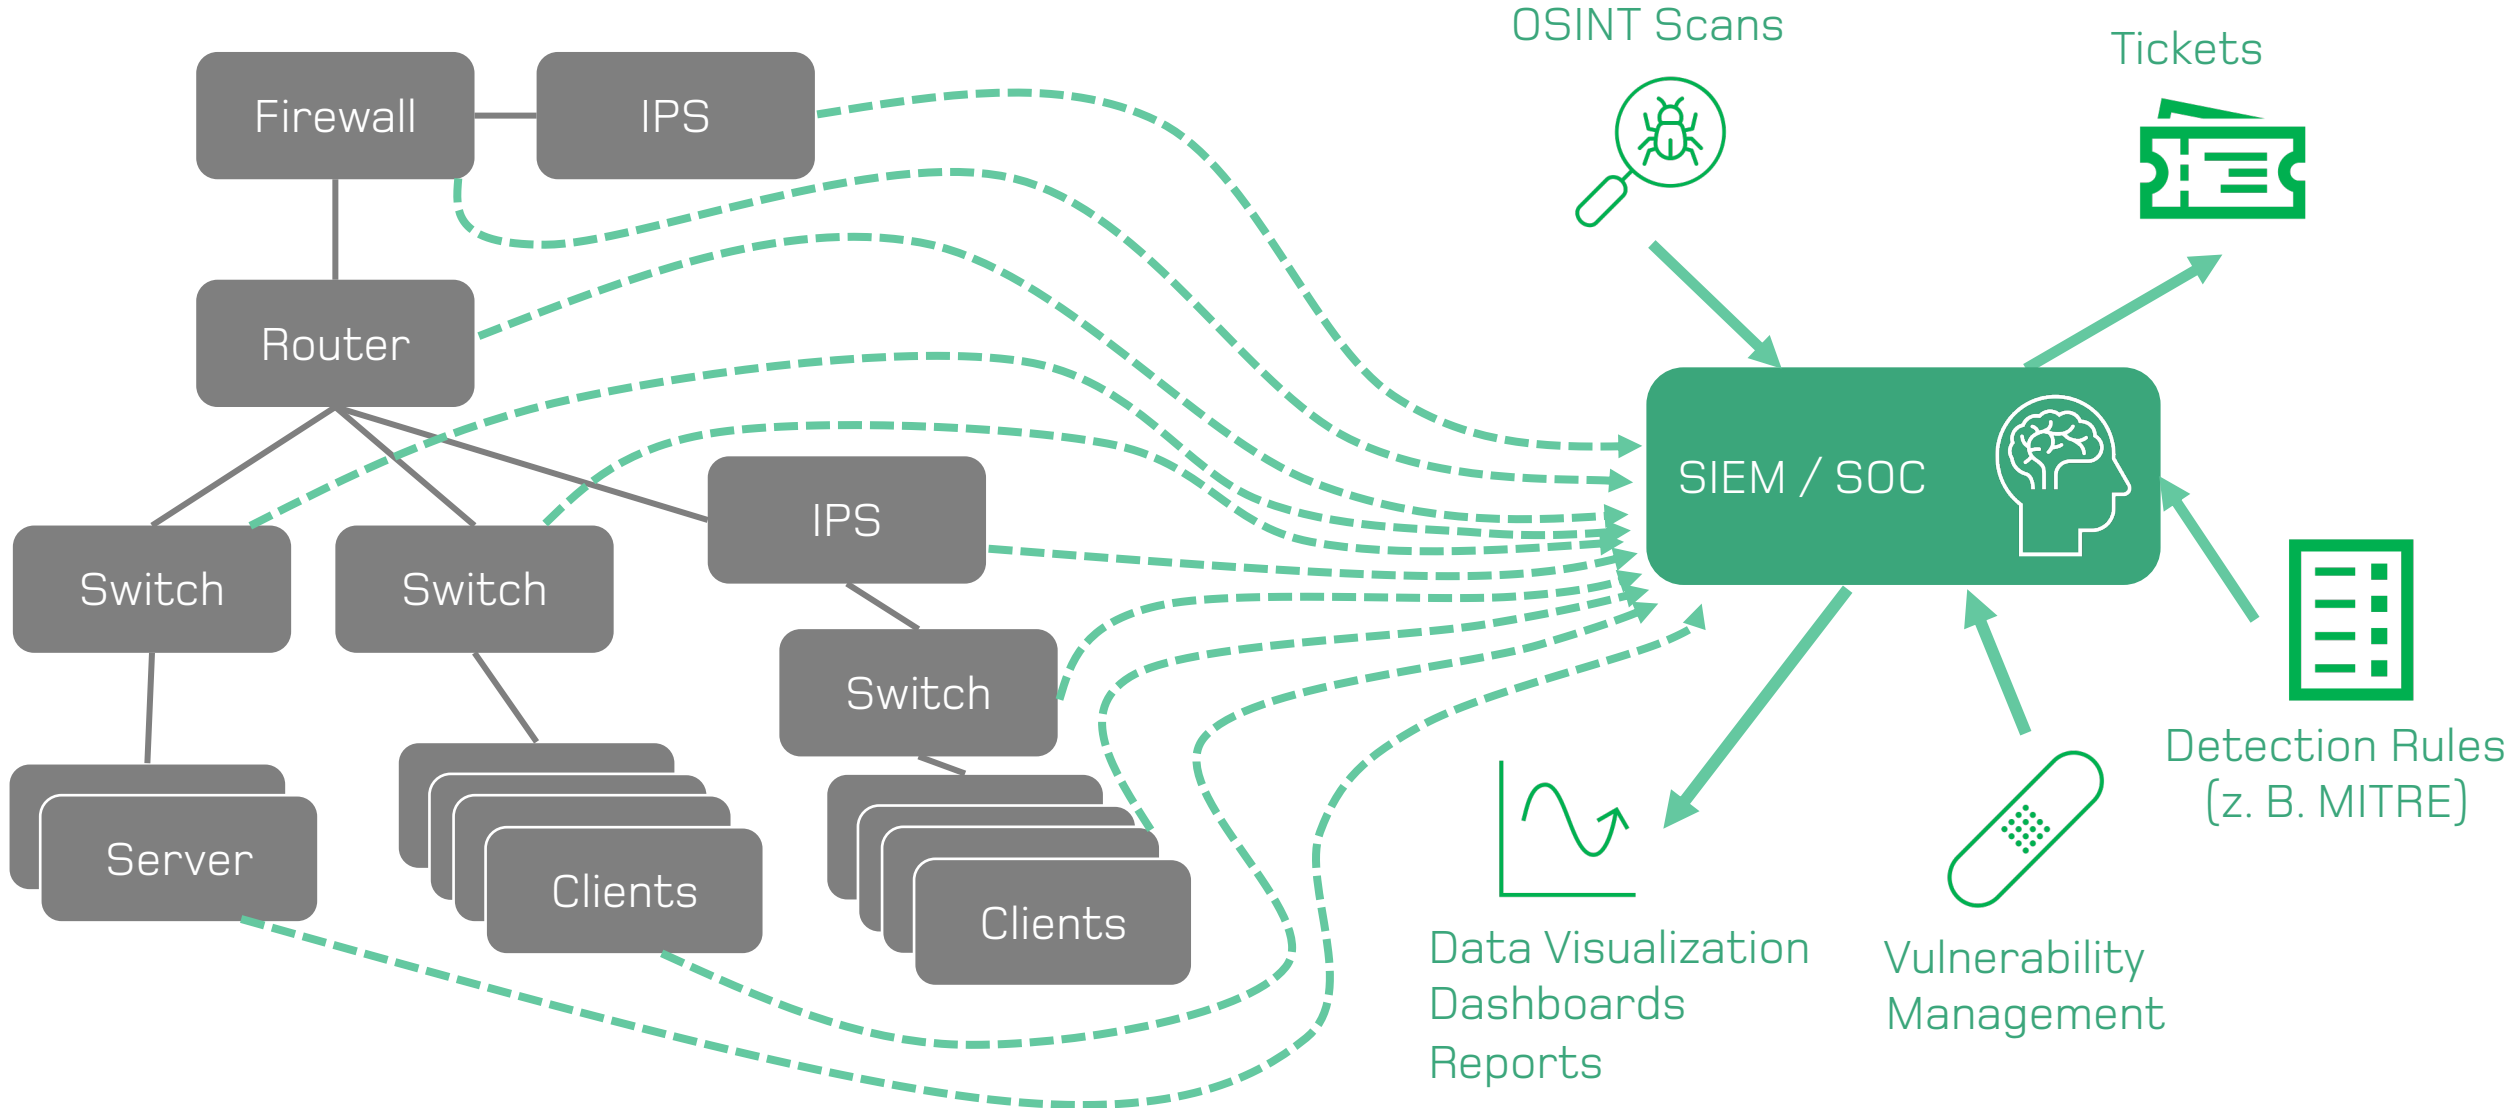 OSINT Scans
Tickets
Firewall
IPS
Router
IPS
SIEM / SOC
Switch
Switch
Switch
Server
Clients
Clients
Detection Rules
(z. B. MITRE)
Data Visualization
Dashboards
Reports
Vulnerability
Management